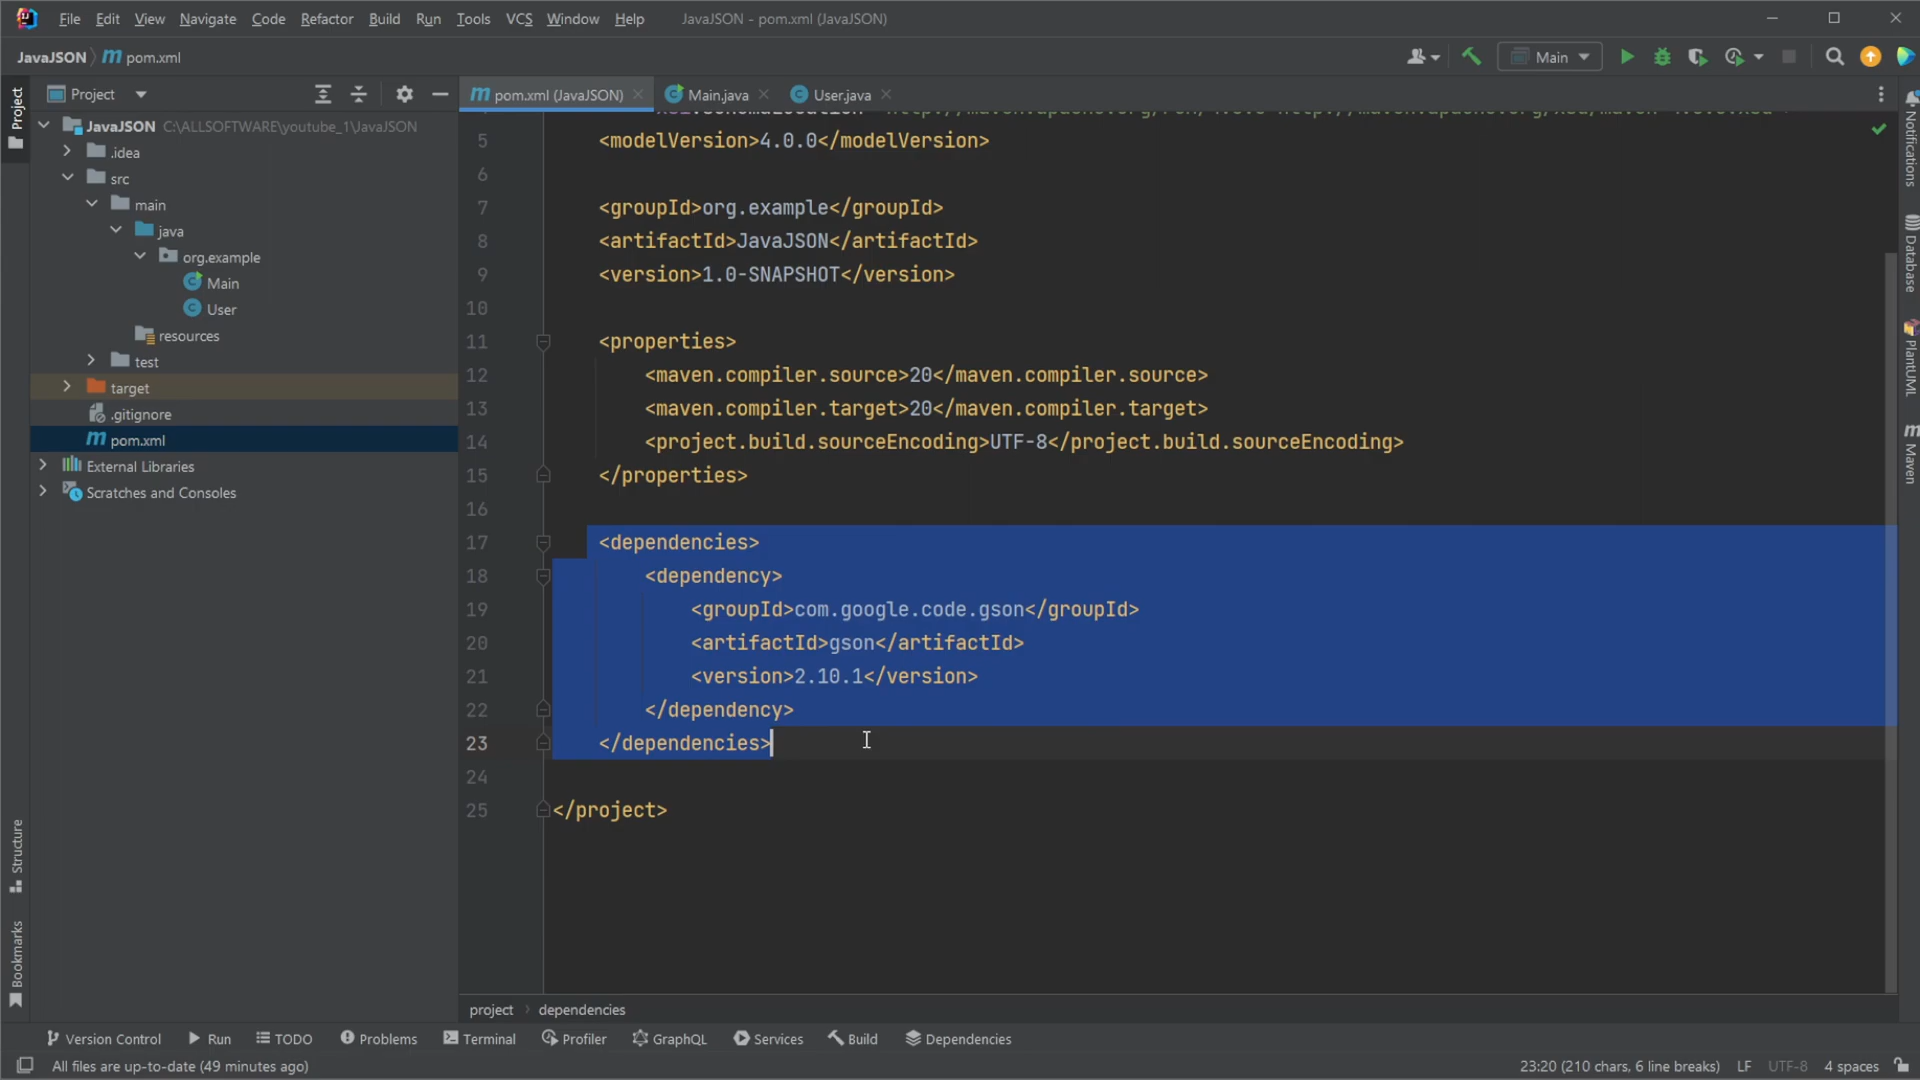 File Edit View Navigate Code Refactor Build Run Tools VCS Window Help JavaJSON - pom.xml (JavaJSON)
JavaJSON pom.xml
Main
Project
pom.xml (JavaJSON) Main.java User.java
Project
JavaJSON C:\ALLSOFTWARE\youtube_1\JavaJSON
.idea
src
main
java
org.example
Main
User
resources
test
target
.gitignore
pom.xml
External Libraries
Scratches and Consoles
5 <modelVersion>4.0.0</modelVersion>
6
7 <groupId>org.example</groupId>
8 <artifactId>JavaJSON</artifactId>
9 <version>1.0-SNAPSHOT</version>
10
11 <properties>
12 <maven.compiler.source>20</maven.compiler.source>
13 <maven.compiler.target>20</maven.compiler.target>
14 <project.build.sourceEncoding>UTF-8</project.build.sourceEncoding>
15 </properties>
16
17 <dependencies>
18 <dependency>
19 <groupId>com.google.code.gson</groupId>
20 <artifactId>gson</artifactId>
21 <version>2.10.1</version>
22 </dependency>
23 </dependencies>
24
25 </project>
Notifications
Database
PlantUML
Maven
Structure
Bookmarks
project dependencies
Version Control Run TODO Problems Terminal Profiler GraphQL Services Build Dependencies
All files are up-to-date (49 minutes ago) 23:20 (210 chars, 6 line breaks) LF UTF-8 4 spaces